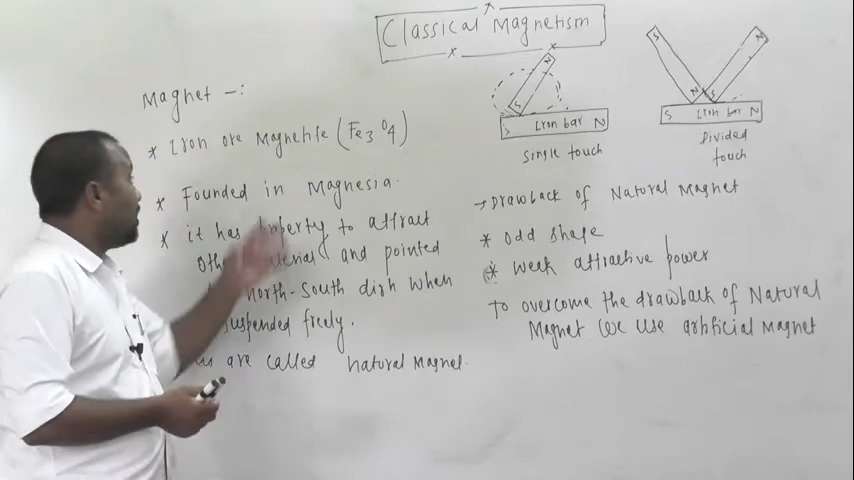 Classical Magnetism
Magnet -:
* Iron ore Magnetite (Fe3 O4)
* Founded in Magnesia.
* it has property to attract
material and pointed
north-South dirn when
suspended freely.
are called natural Magnet.
N
S
S Iron bar N
Single touch
S N
N S
S Iron bar N
Divided
touch
→ Drawback of Natural Magnet
* odd shape
* weak attractive power
To overcome the drawback of Natural
Magnet we use artificial Magnet